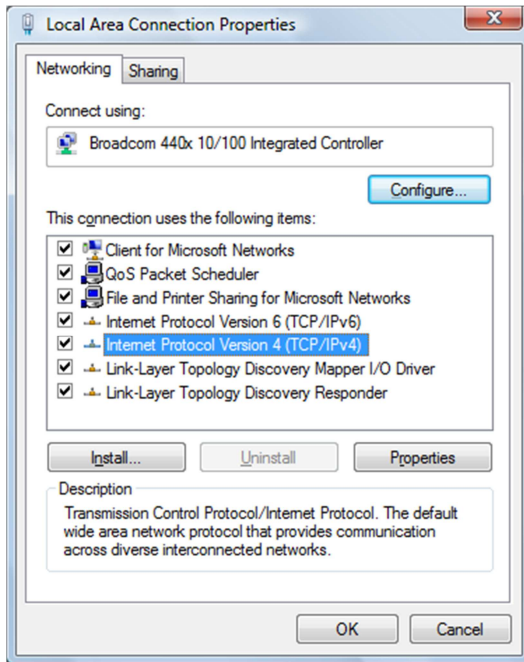 Local Area Connection Properties
Networking
Sharing
Connect using:
Broadcom 440x 10/100 Integrated Controller
Configure...
This connection uses the following items:
Client for Microsoft Networks
QoS Packet Scheduler
File and Printer Sharing for Microsoft Networks
Internet Protocol Version 6 (TCP/IPv6)
Internet Protocol Version 4 (TCP/IPv4)
Link-Layer Topology Discovery Mapper I/O Driver
Link-Layer Topology Discovery Responder
Install...
Uninstall
Properties
Description
Transmission Control Protocol/Internet Protocol. The default
wide area network protocol that provides communication
across diverse interconnected networks.
OK
Cancel